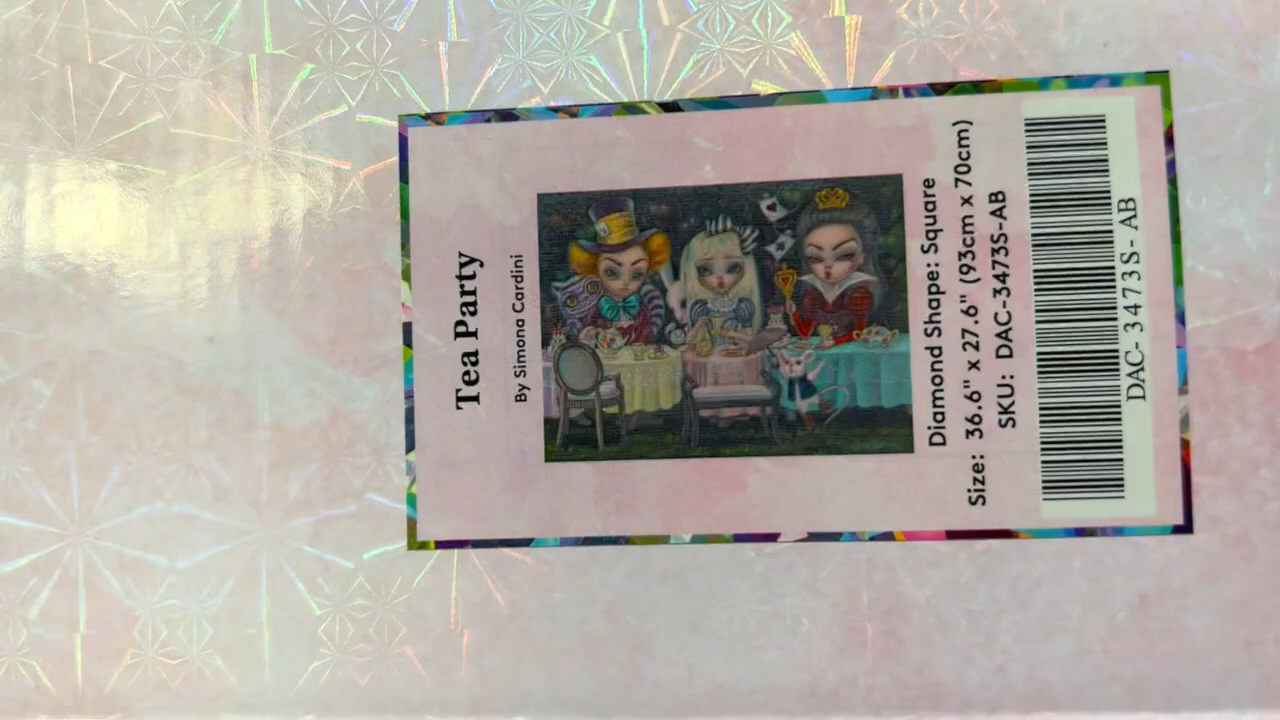 Tea Party
By Simona Cardini
Diamond Shape: Square
Size: 36.6" x 27.6" (93cm x 70cm)
SKU: DAC-3473S-AB
DAC- 3473S- AB